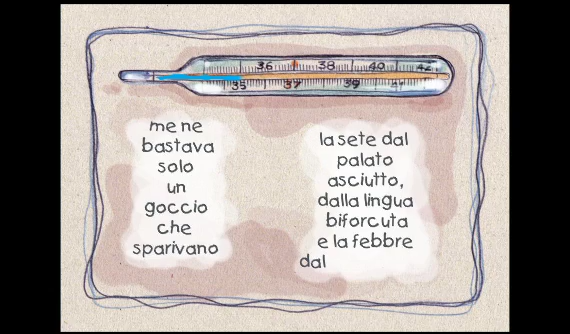 36 38 40 42
35 37 39
me ne
bastava
solo
un
goccio
che
sparivano
la sete dal
palato
asciutto,
dalla lingua
biforcuta
e la febbre
dal